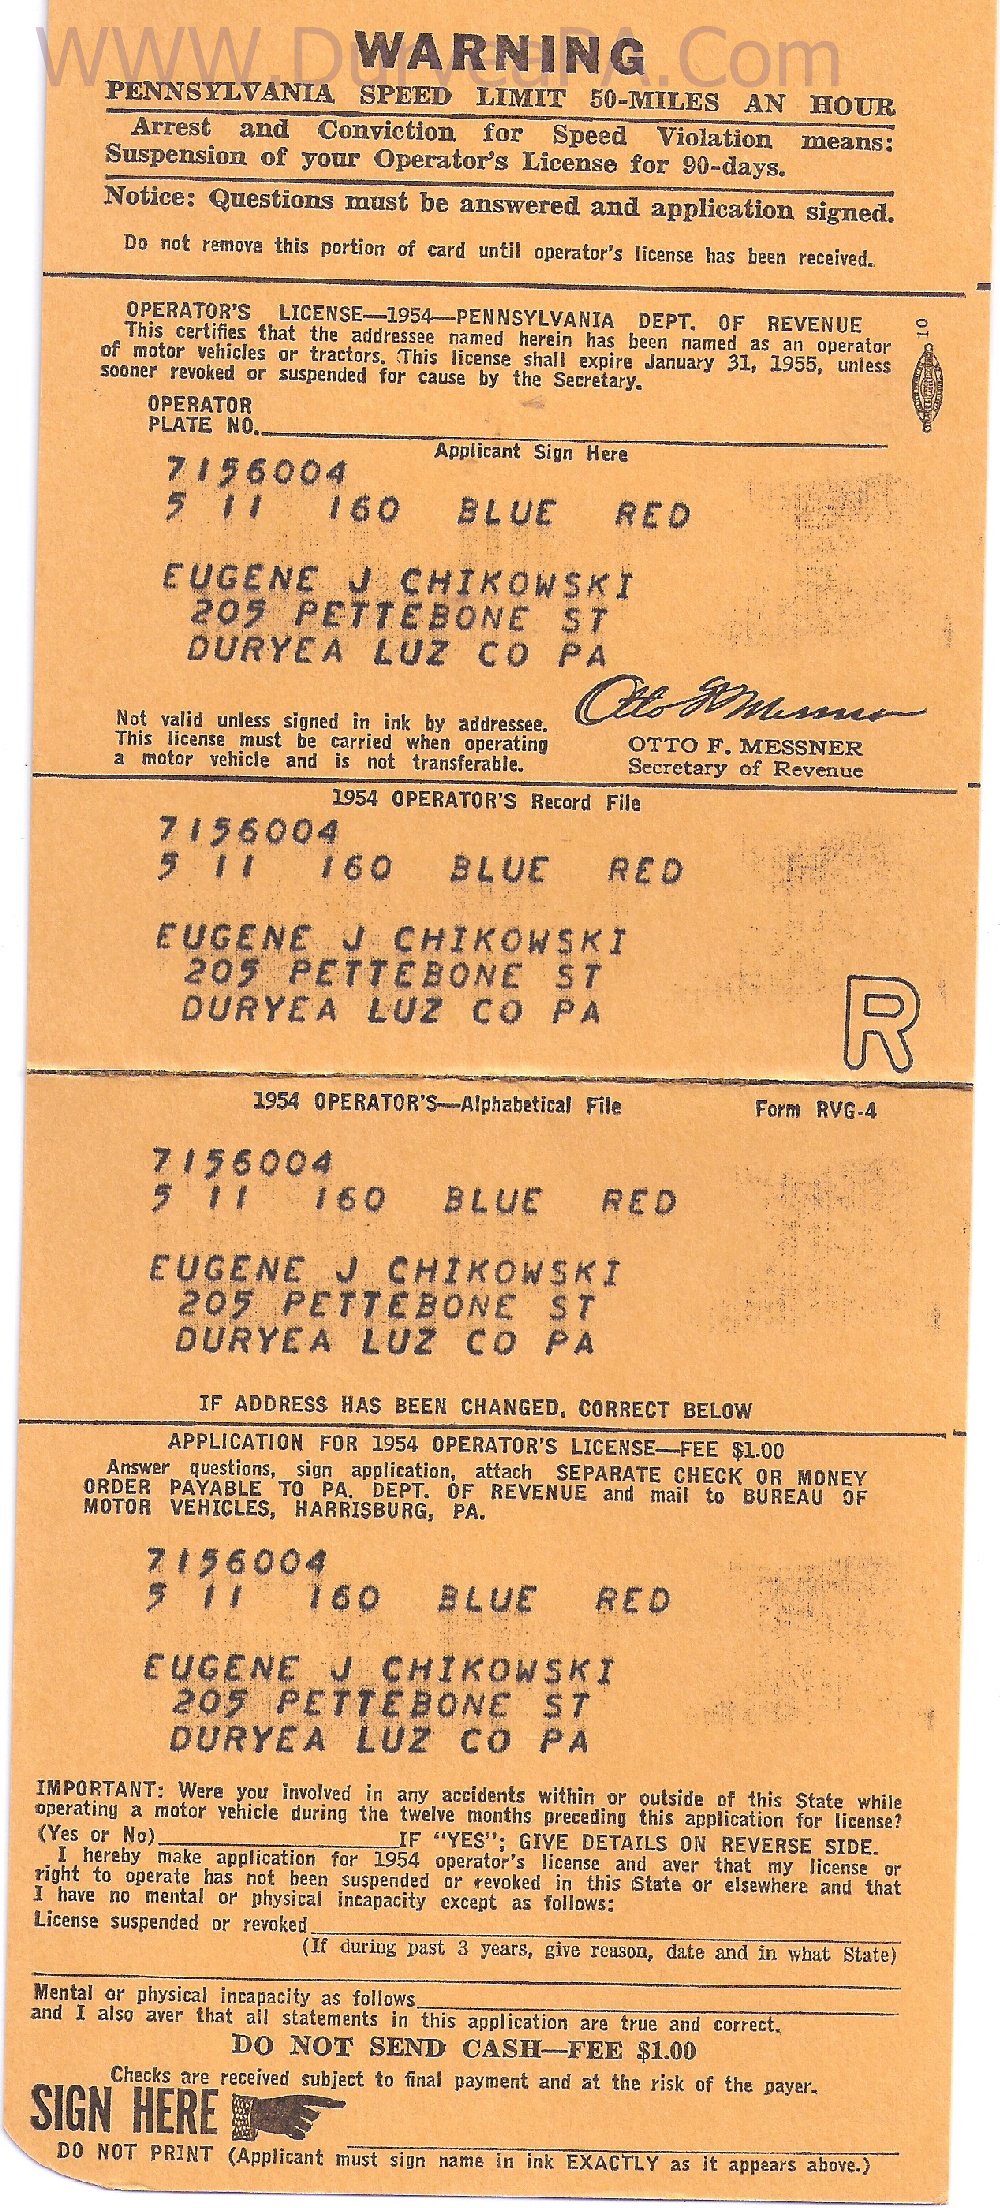 WWW.DuryeaPA.Com
WARNING
PENNSYLVANIA SPEED LIMIT 50-MILES AN HOUR
Arrest and Conviction for Speed Violation means:
Suspension of your Operator's License for 90-days.
Notice: Questions must be answered and application signed.
Do not remove this portion of card until operator's license has been received.
OPERATOR'S LICENSE—1954—PENNSYLVANIA DEPT. OF REVENUE
This certifies that the addressee named herein has been named as an operator
of motor vehicles or tractors. This license shall expire January 31, 1955, unless
sooner revoked or suspended for cause by the Secretary.
10
OPERATOR
PLATE NO.
Applicant Sign Here
7156004
5 11 160 BLUE RED
EUGENE J CHIKOWSKI
205 PETTEBONE ST
DURYEA LUZ CO PA
Otto F. Messner
Not valid unless signed in ink by addressee.
This license must be carried when operating
a motor vehicle and is not transferable.
OTTO F. MESSNER
Secretary of Revenue
1954 OPERATOR'S Record File
7156004
5 11 160 BLUE RED
EUGENE J CHIKOWSKI
205 PETTEBONE ST
DURYEA LUZ CO PA
R
1954 OPERATOR'S—Alphabetical File Form RVG-4
7156004
5 11 160 BLUE RED
EUGENE J CHIKOWSKI
205 PETTEBONE ST
DURYEA LUZ CO PA
IF ADDRESS HAS BEEN CHANGED, CORRECT BELOW
APPLICATION FOR 1954 OPERATOR'S LICENSE—FEE $1.00
Answer questions, sign application, attach SEPARATE CHECK OR MONEY
ORDER PAYABLE TO PA. DEPT. OF REVENUE and mail to BUREAU OF
MOTOR VEHICLES, HARRISBURG, PA.
7156004
5 11 160 BLUE RED
EUGENE J CHIKOWSKI
205 PETTEBONE ST
DURYEA LUZ CO PA
IMPORTANT: Were you involved in any accidents within or outside of this State while
operating a motor vehicle during the twelve months preceding this application for license?
(Yes or No) IF "YES"; GIVE DETAILS ON REVERSE SIDE.
I hereby make application for 1954 operator's license and aver that my license or
right to operate has not been suspended or revoked in this State or elsewhere and that
I have no mental or physical incapacity except as follows:
License suspended or revoked
(If during past 3 years, give reason, date and in what State)
Mental or physical incapacity as follows
and I also aver that all statements in this application are true and correct.
DO NOT SEND CASH—FEE $1.00
Checks are received subject to final payment and at the risk of the payer.
SIGN HERE
DO NOT PRINT (Applicant must sign name in ink EXACTLY as it appears above.)